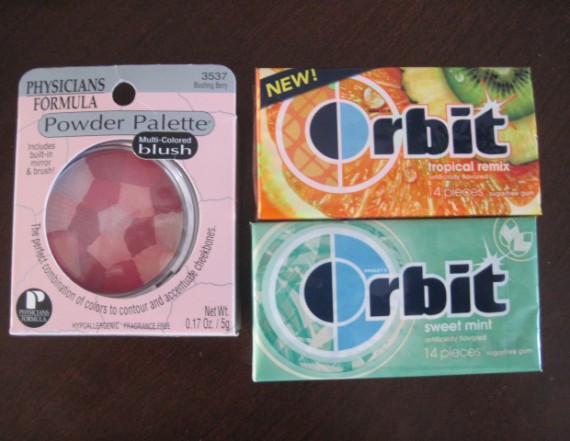 3537
Blushing Berry
PHYSICIANS
FORMULA
Powder Palette
Multi-Colored
blush
Includes
built-in
mirror
& brush!
The perfect combination of colors to contour and accentuate cheekbones.
PHYSICIANS
FORMULA
Net Wt.
0.17 Oz. / 5g
HYPOALLERGENIC FRAGRANCE FREE
NEW!
Orbit
tropical remix
artificially flavored
14 pieces sugarfree gum
WRIGLEY'S
Orbit
sweet mint
artificially flavored
14 pieces sugarfree gum